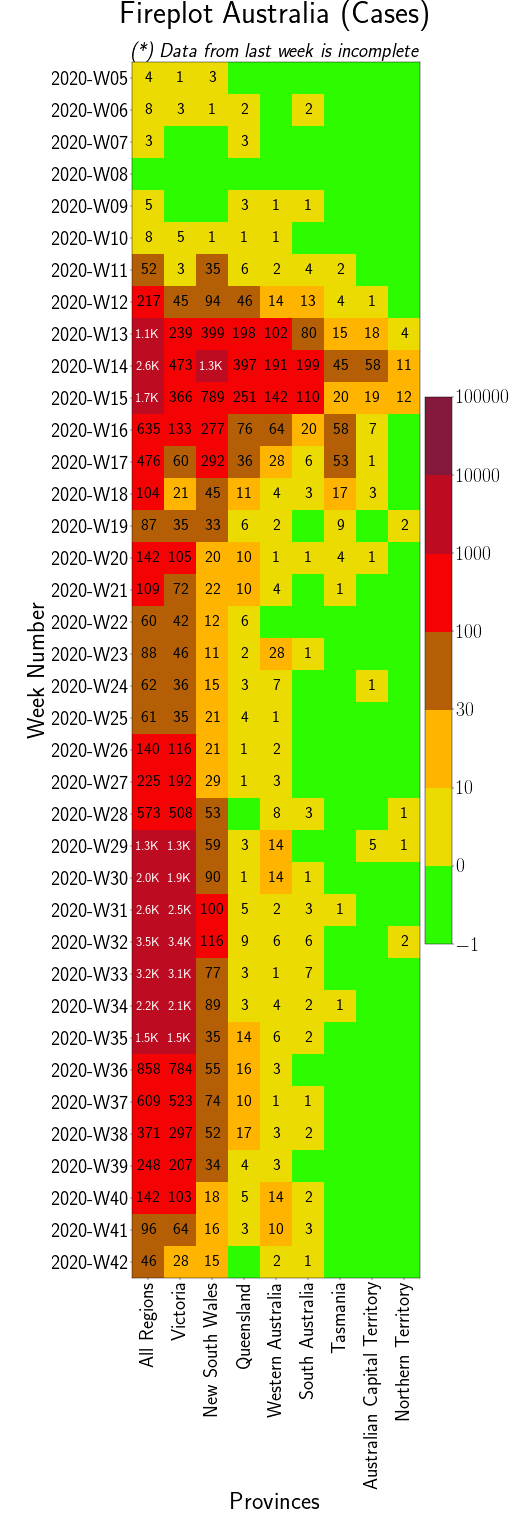 Fireplot Australia (Cases)
(*) Data from last week is incomplete
2020-W05 4 1 3
2020-W06 8 3 1 2 2
2020-W07 3 3
2020-W08
2020-W09 5 3 1 1
2020-W10 8 5 1 1 1
2020-W11 52 3 35 6 2 4 2
2020-W12 217 45 94 46 14 13 4 1
2020-W13 1.1K 239 399 198 102 80 15 18 4
2020-W14 2.6K 473 1.3K 397 191 199 45 58 11
2020-W15 1.7K 366 789 251 142 110 20 19 12
2020-W16 635 133 277 76 64 20 58 7
2020-W17 476 60 292 36 28 6 53 1
2020-W18 104 21 45 11 4 3 17 3
2020-W19 87 35 33 6 2 9 2
2020-W20 142 105 20 10 1 1 4 1
2020-W21 109 72 22 10 4 1
2020-W22 60 42 12 6
2020-W23 88 46 11 2 28 1
2020-W24 62 36 15 3 7 1
2020-W25 61 35 21 4 1
2020-W26 140 116 21 1 2
2020-W27 225 192 29 1 3
2020-W28 573 508 53 8 3 1
2020-W29 1.3K 1.3K 59 3 14 5 1
2020-W30 2.0K 1.9K 90 1 14 1
2020-W31 2.6K 2.5K 100 5 2 3 1
2020-W32 3.5K 3.4K 116 9 6 6 2
2020-W33 3.2K 3.1K 77 3 1 7
2020-W34 2.2K 2.1K 89 3 4 2 1
2020-W35 1.5K 1.5K 35 14 6 2
2020-W36 858 784 55 16 3
2020-W37 609 523 74 10 1 1
2020-W38 371 297 52 17 3 2
2020-W39 248 207 34 4 3
2020-W40 142 103 18 5 14 2
2020-W41 96 64 16 3 10 3
2020-W42 46 28 15 2 1
Week Number
All Regions
Victoria
New South Wales
Queensland
Western Australia
South Australia
Tasmania
Australian Capital Territory
Northern Territory
Provinces
100000
10000
1000
100
30
10
0
−1